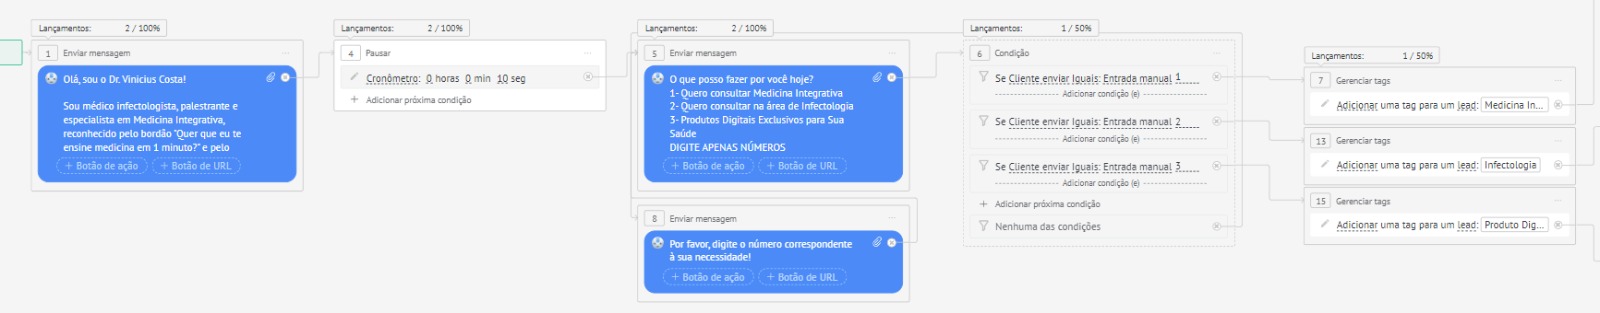 Lançamentos: 2 / 100%
1 Enviar mensagem
Olá, sou o Dr. Vinicius Costa!
Sou médico infectologista, palestrante e
especialista em Medicina Integrativa,
reconhecido pelo bordão "Quer que eu te
ensine medicina em 1 minuto?" e pelo
+ Botão de ação + Botão de URL
Lançamentos: 2 / 100%
4 Pausar
Cronômetro: 0 horas 0 min 10 seg
+ Adicionar próxima condição
Lançamentos: 2 / 100%
5 Enviar mensagem
O que posso fazer por você hoje?
1- Quero consultar Medicina Integrativa
2- Quero consultar na área de Infectologia
3- Produtos Digitais Exclusivos para Sua
Saúde
DIGITE APENAS NÚMEROS
+ Botão de ação + Botão de URL
8 Enviar mensagem
Por favor, digite o número correspondente
à sua necessidade!
+ Botão de ação + Botão de URL
Lançamentos: 1 / 50%
6 Condição
Se Cliente enviar Iguais: Entrada manual 1
Adicionar condição (e)
Se Cliente enviar Iguais: Entrada manual 2
Adicionar condição (e)
Se Cliente enviar Iguais: Entrada manual 3
Adicionar condição (e)
+ Adicionar próxima condição
Nenhuma das condições
Lançamentos: 1 / 50%
7 Gerenciar tags
Adicionar uma tag para um lead: Medicina In...
13 Gerenciar tags
Adicionar uma tag para um lead: Infectologia
15 Gerenciar tags
Adicionar uma tag para um lead: Produto Dig...